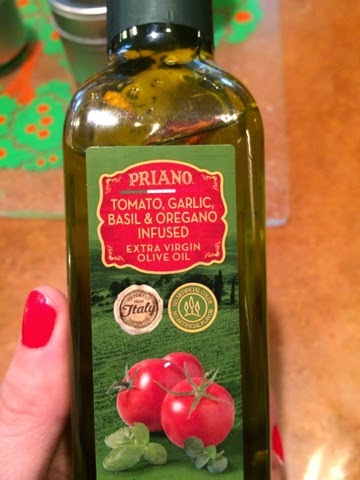 PRIANO
TOMATO, GARLIC,
BASIL & OREGANO
INFUSED
EXTRA VIRGIN
OLIVE OIL
Italy